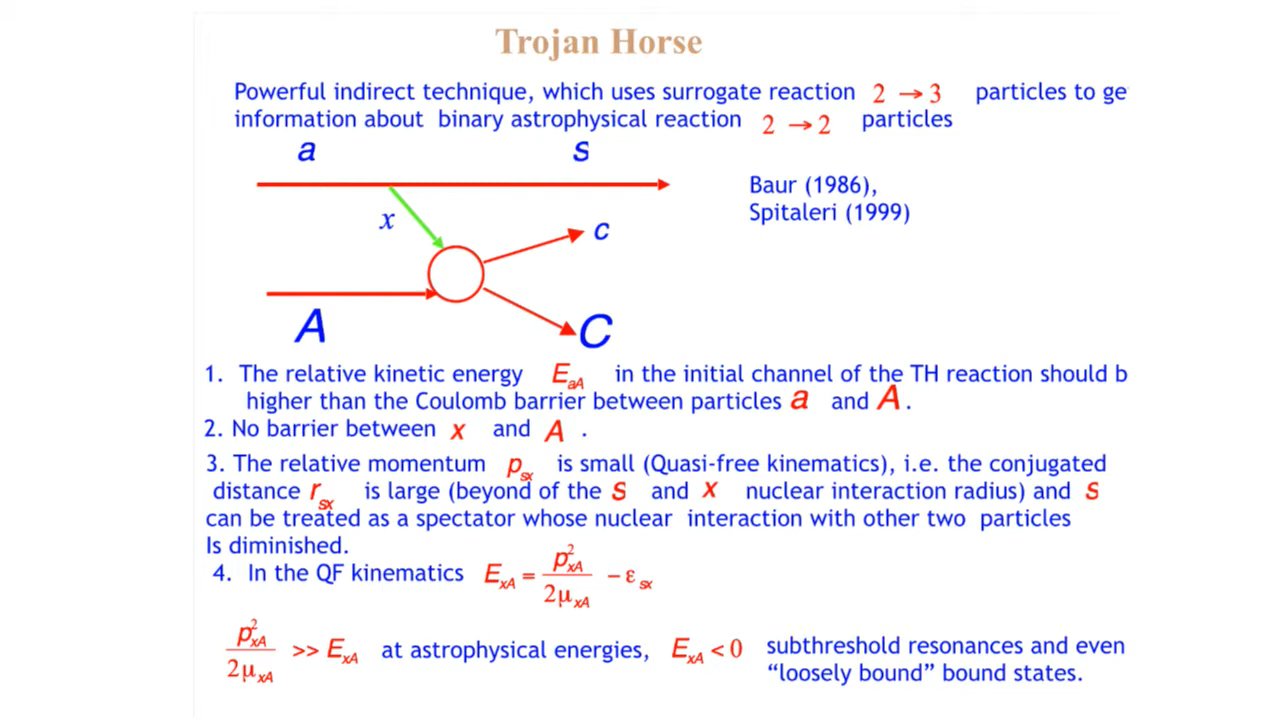 Trojan Horse
Powerful indirect technique, which uses surrogate reaction 2 → 3 particles to ge
information about binary astrophysical reaction 2 → 2 particles
a s
Baur (1986),
x
Spitaleri (1999)
c
A C
1. The relative kinetic energy E_aA in the initial channel of the TH reaction should b
higher than the Coulomb barrier between particles a and A.
2. No barrier between x and A .
3. The relative momentum p_sx is small (Quasi-free kinematics), i.e. the conjugated
distance r_sx is large (beyond of the s and x nuclear interaction radius) and s
can be treated as a spectator whose nuclear interaction with other two particles
Is diminished.
4. In the QF kinematics E_xA = p²_xA / 2μ_xA − ε_sx
p²_xA / 2μ_xA >> E_xA at astrophysical energies, E_xA < 0 subthreshold resonances and even
“loosely bound” bound states.